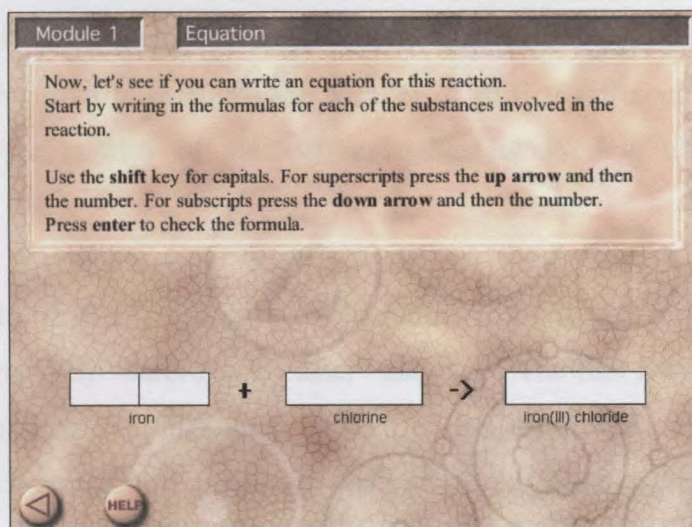 Module 1
Equation
Now, let's see if you can write an equation for this reaction.
Start by writing in the formulas for each of the substances involved in the
reaction.
Use the shift key for capitals. For superscripts press the up arrow and then
the number. For subscripts press the down arrow and then the number.
Press enter to check the formula.
+ ->
iron chlorine iron(III) chloride
HELP